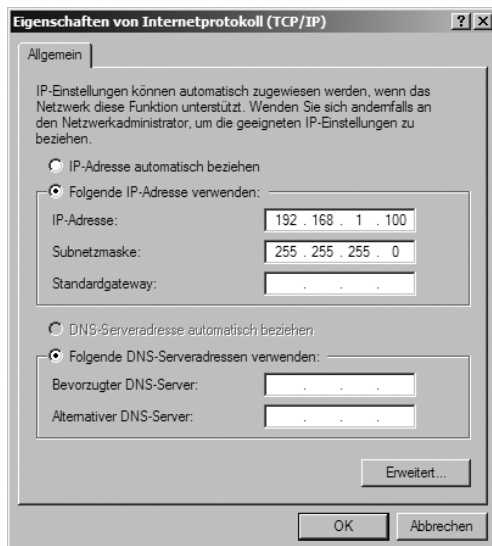 Eigenschaften von Internetprotokoll (TCP/IP)
Allgemein
IP-Einstellungen können automatisch zugewiesen werden, wenn das
Netzwerk diese Funktion unterstützt. Wenden Sie sich andernfalls an
den Netzwerkadministrator, um die geeigneten IP-Einstellungen zu
beziehen.
IP-Adresse automatisch beziehen
Folgende IP-Adresse verwenden:
IP-Adresse: 192 . 168 . 1 . 100
Subnetzmaske: 255 . 255 . 255 . 0
Standardgateway: . . .
DNS-Serveradresse automatisch beziehen
Folgende DNS-Serveradressen verwenden:
Bevorzugter DNS-Server: . . .
Alternativer DNS-Server: . . .
Erweitert...
OK Abbrechen